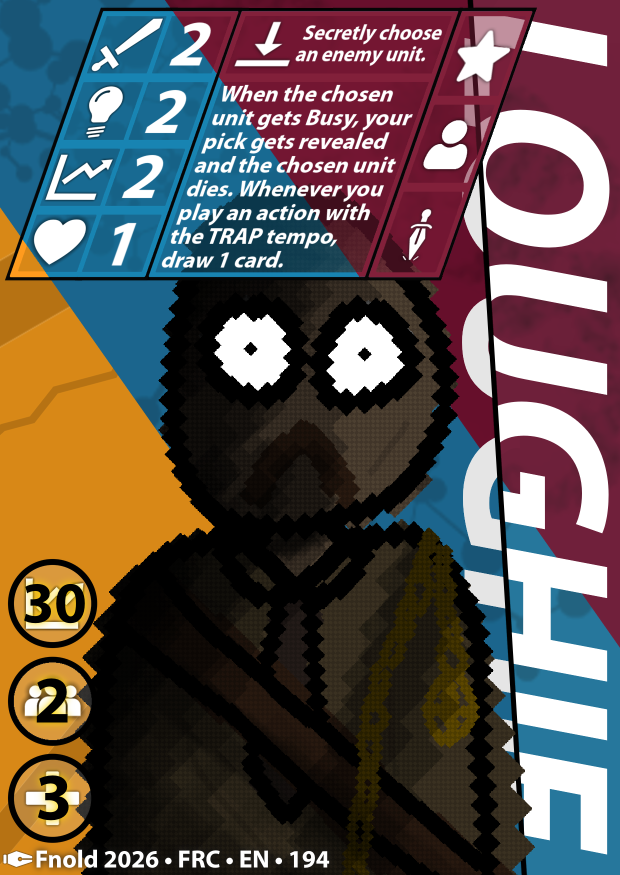 2
2
2
1
Secretly choose
an enemy unit.
When the chosen
unit gets Busy, your
pick gets revealed
and the chosen unit
dies. Whenever you
play an action with
the TRAP tempo,
draw 1 card.
LOUGHIE
30
2
3
Fnold 2026 • FRC • EN • 194